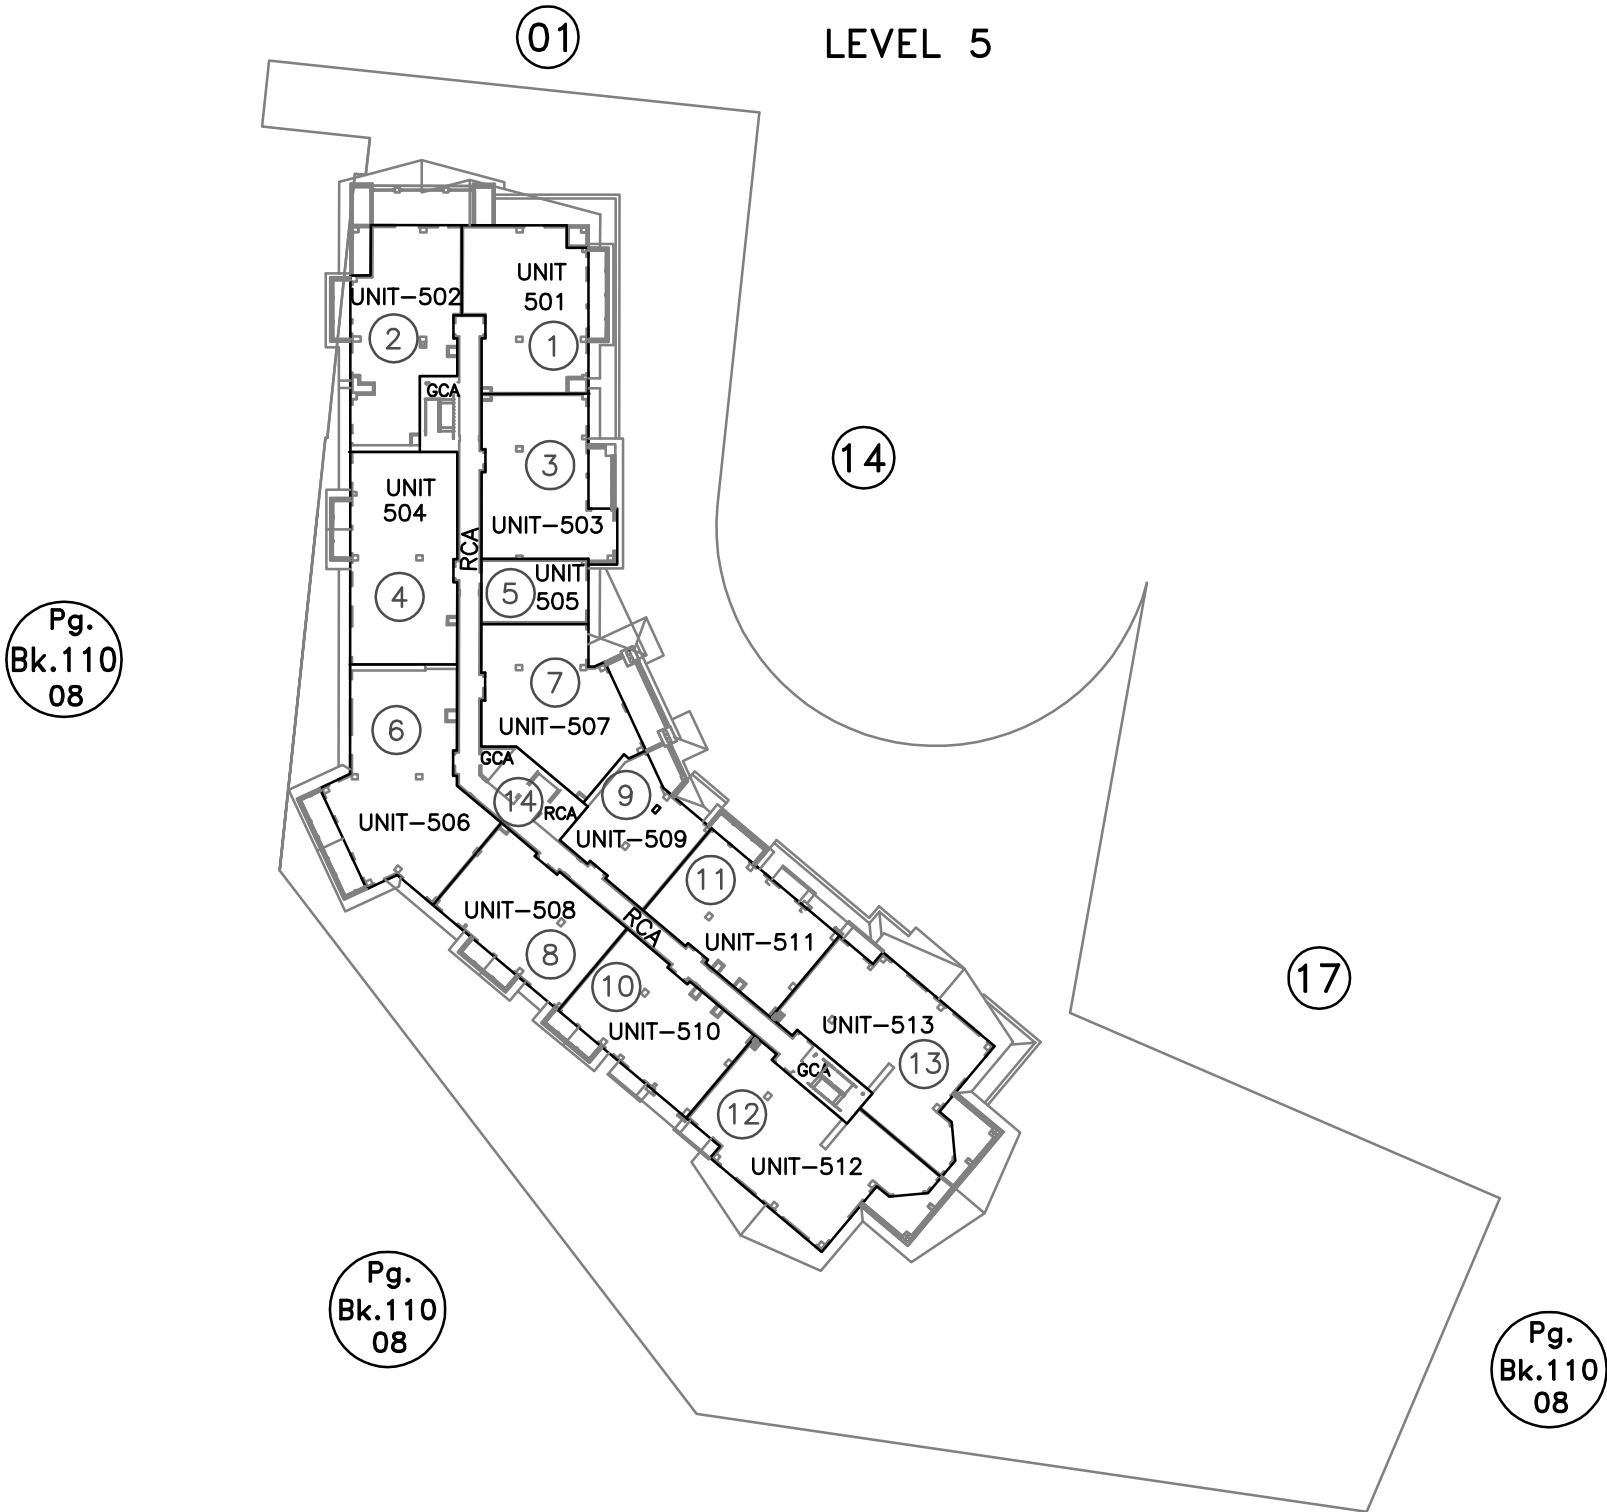 01
LEVEL 5
UNIT
501
1
UNIT-502
2
GCA
3
UNIT-503
14
UNIT
504
RCA
4
5
UNIT
505
Pg.
Bk.110
08
7
UNIT-507
6
GCA
14
RCA
9
UNIT-509
UNIT-506
11
UNIT-511
UNIT-508
8
RCA
10
UNIT-510
17
UNIT-513
13
GCA
12
UNIT-512
Pg.
Bk.110
08
Pg.
Bk.110
08